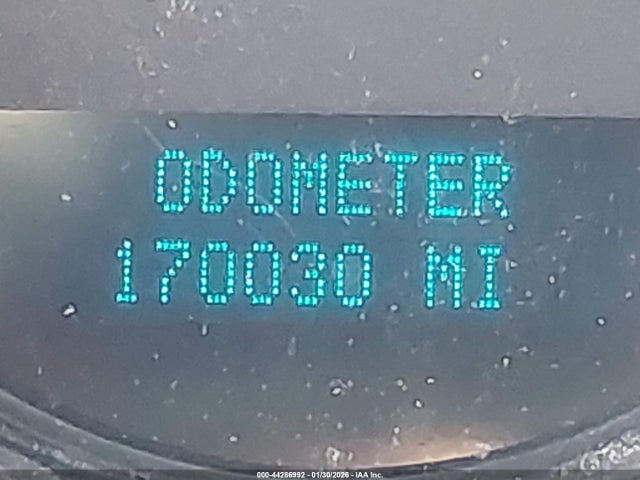 ODOMETER
170030 MI
000-44286992 - 01/30/2026 - IAA Inc.